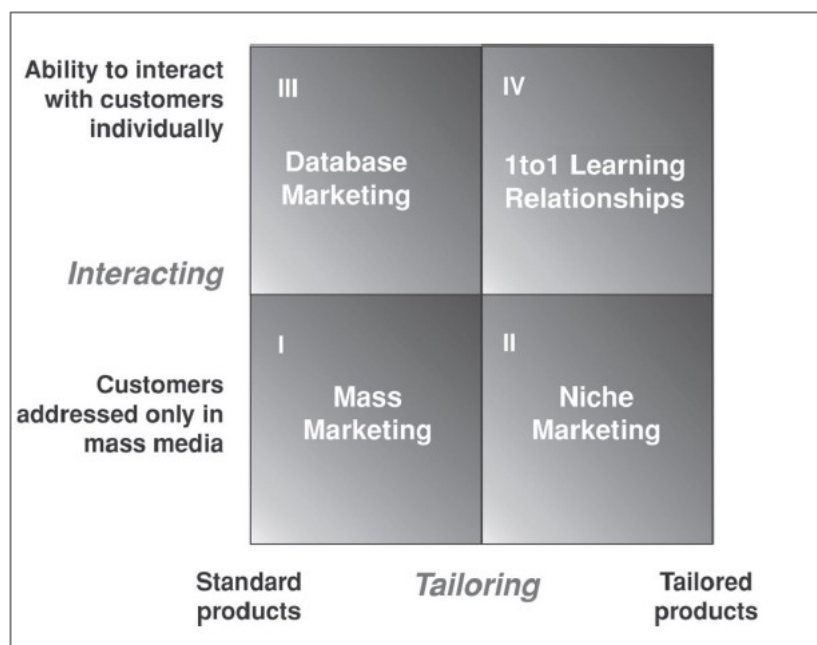 Ability to interact
with customers
individually
III
Database
Marketing
IV
1to1 Learning
Relationships
Interacting
Customers
addressed only in
mass media
I
Mass
Marketing
II
Niche
Marketing
Standard
products
Tailoring
Tailored
products